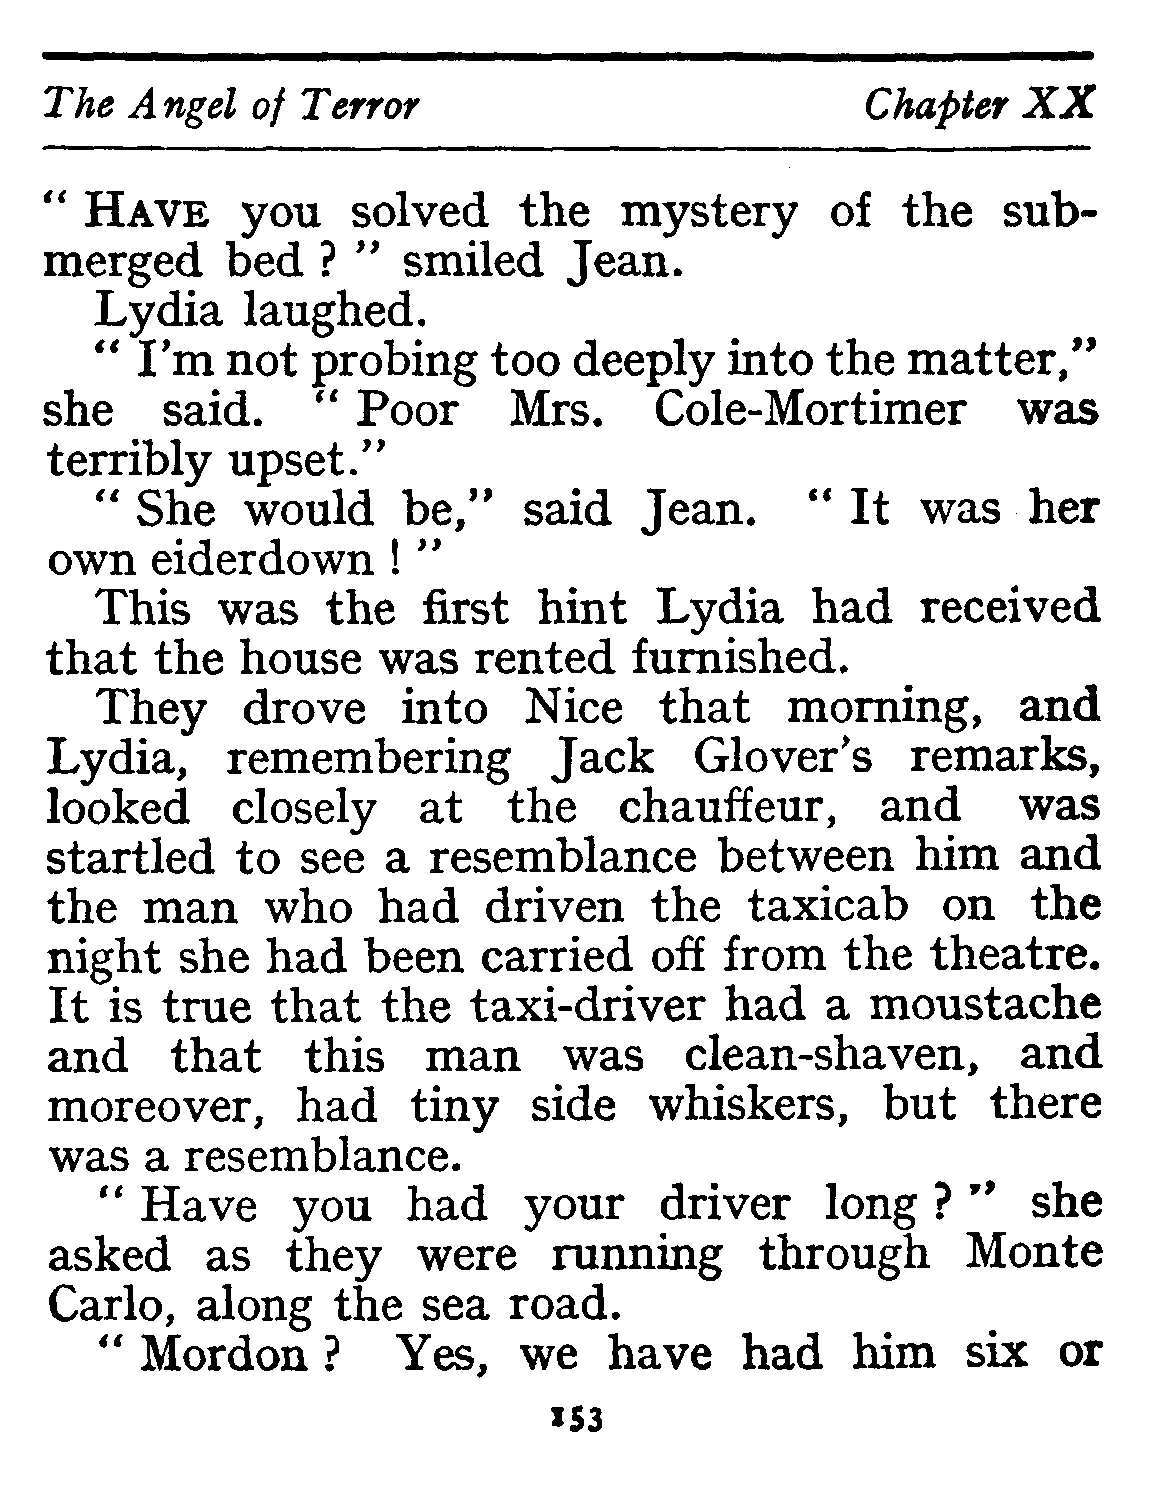 The Angel of Terror Chapter XX
“ HAVE you solved the mystery of the sub-
merged bed ? ” smiled Jean.
Lydia laughed.
“ I’m not probing too deeply into the matter,”
she said. “ Poor Mrs. Cole-Mortimer was
terribly upset.”
“ She would be,” said Jean. “ It was her
own eiderdown ! ”
This was the first hint Lydia had received
that the house was rented furnished.
They drove into Nice that morning, and
Lydia, remembering Jack Glover’s remarks,
looked closely at the chauffeur, and was
startled to see a resemblance between him and
the man who had driven the taxicab on the
night she had been carried off from the theatre.
It is true that the taxi-driver had a moustache
and that this man was clean-shaven, and
moreover, had tiny side whiskers, but there
was a resemblance.
“ Have you had your driver long ? ” she
asked as they were running through Monte
Carlo, along the sea road.
“ Mordon ? Yes, we have had him six or
153